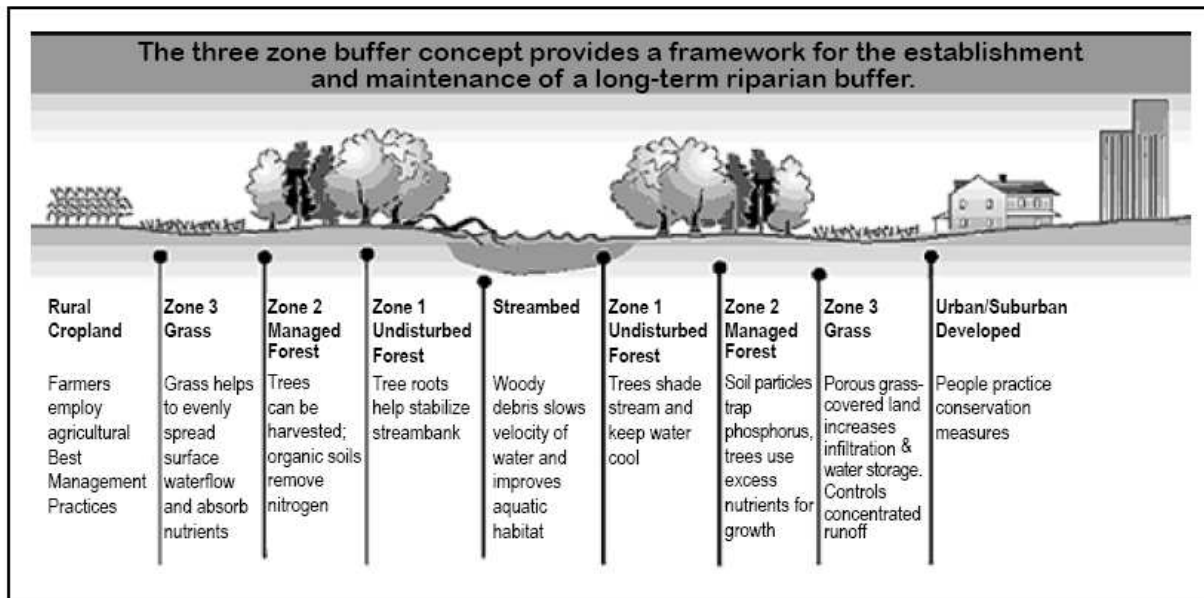 The three zone buffer concept provides a framework for the establishment
and maintenance of a long-term riparian buffer.
Rural
Cropland
Farmers
employ
agricultural
Best
Management
Practices
Zone 3
Grass
Grass helps
to evenly
spread
surface
waterflow
and absorb
nutrients
Zone 2
Managed
Forest
Trees
can be
harvested;
organic soils
remove
nitrogen
Zone 1
Undisturbed
Forest
Tree roots
help stabilize
streambank
Streambed
Woody
debris slows
velocity of
water and
improves
aquatic
habitat
Zone 1
Undisturbed
Forest
Trees shade
stream and
keep water
cool
Zone 2
Managed
Forest
Soil particles
trap
phosphorus,
trees use
excess
nutrients for
growth
Zone 3
Grass
Porous grass-
covered land
increases
infiltration &
water storage.
Controls
concentrated
runoff
Urban/Suburban
Developed
People practice
conservation
measures